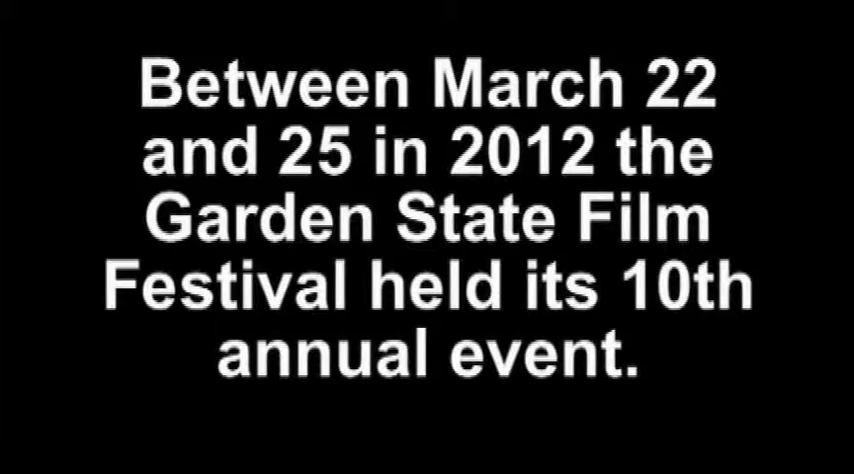 Between March 22
and 25 in 2012 the
Garden State Film
Festival held its 10th
annual event.